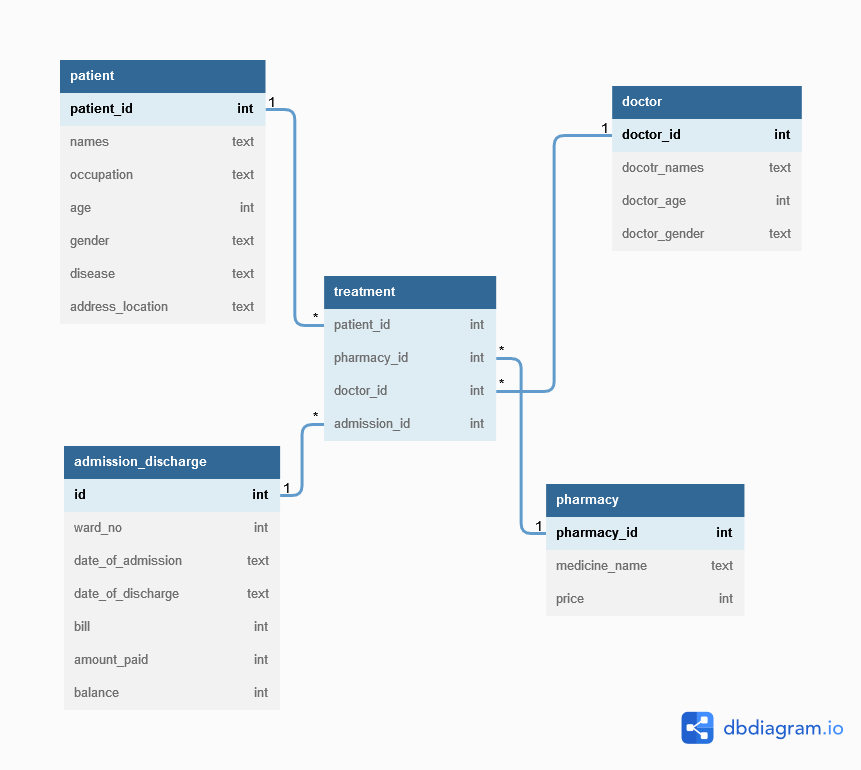 patient
patient_id int
names text
occupation text
age int
gender text
disease text
address_location text
1
*
doctor
1
doctor_id int
docotr_names text
doctor_age int
doctor_gender text
treatment
patient_id int
pharmacy_id int
doctor_id int
admission_id int
*
*
*
admission_discharge
id int
1
ward_no int
date_of_admission text
date_of_discharge text
bill int
amount_paid int
balance int
pharmacy
1
pharmacy_id int
medicine_name text
price int
dbdiagram.io